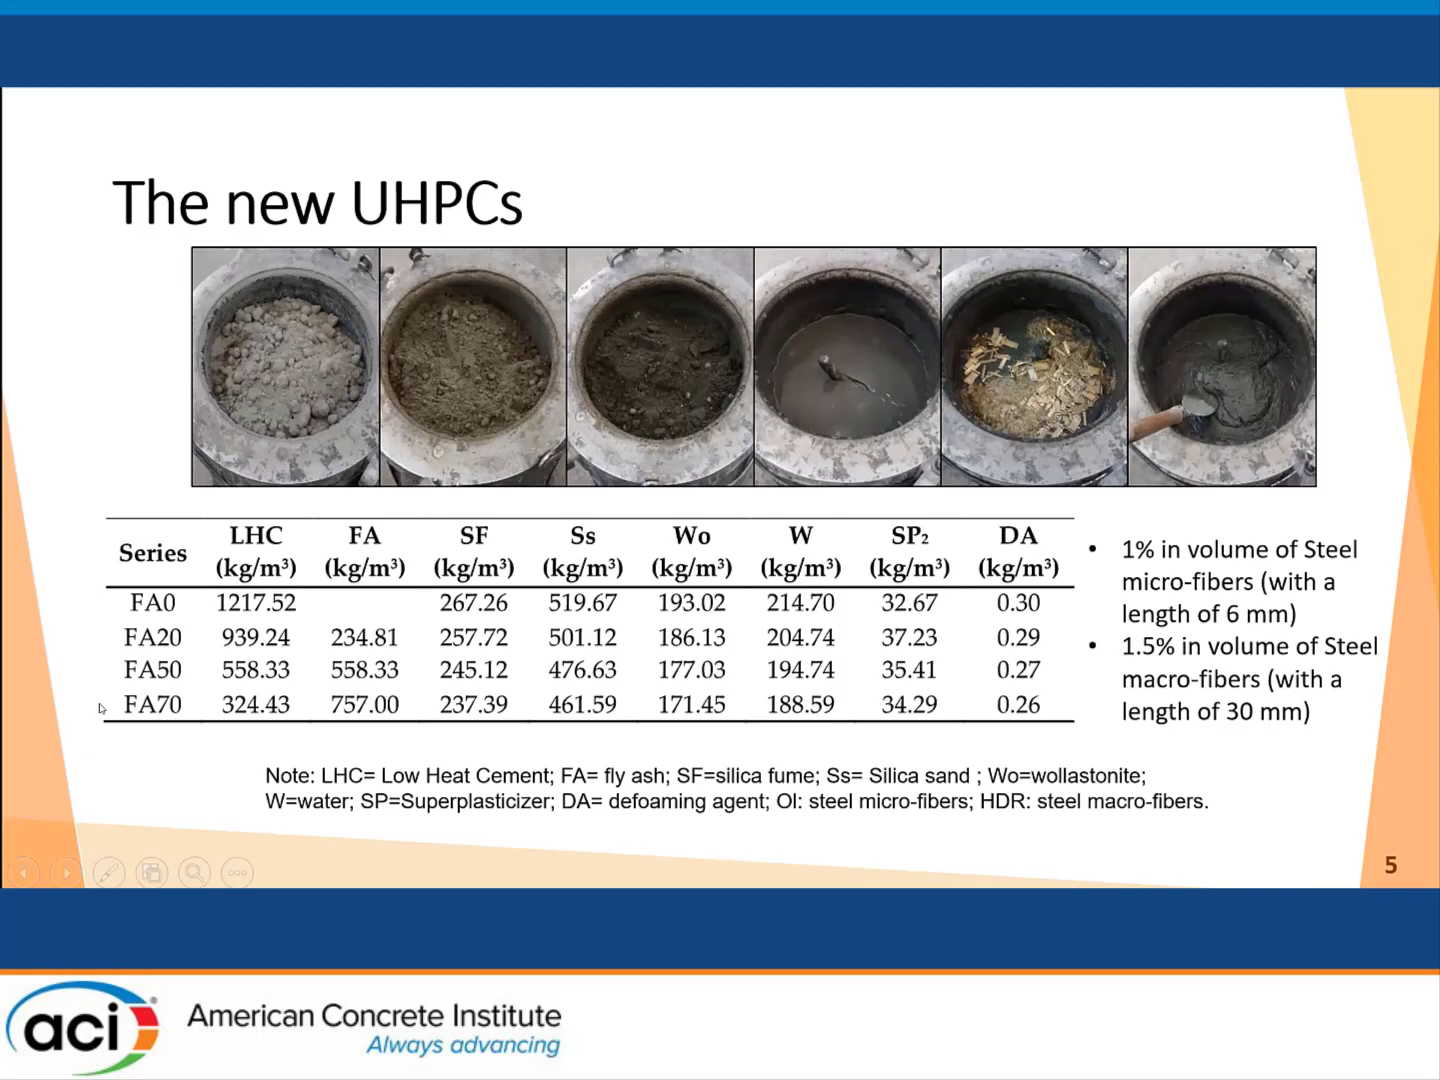 The new UHPCs
Series LHC (kg/m³) FA (kg/m³) SF (kg/m³) Ss (kg/m³) Wo (kg/m³) W (kg/m³) SP₂ (kg/m³) DA (kg/m³)
FA0 1217.52 267.26 519.67 193.02 214.70 32.67 0.30
FA20 939.24 234.81 257.72 501.12 186.13 204.74 37.23 0.29
FA50 558.33 558.33 245.12 476.63 177.03 194.74 35.41 0.27
FA70 324.43 757.00 237.39 461.59 171.45 188.59 34.29 0.26
• 1% in volume of Steel
micro-fibers (with a
length of 6 mm)
• 1.5% in volume of Steel
macro-fibers (with a
length of 30 mm)
Note: LHC= Low Heat Cement; FA= fly ash; SF=silica fume; Ss= Silica sand ; Wo=wollastonite;
W=water; SP=Superplasticizer; DA= defoaming agent; Ol: steel micro-fibers; HDR: steel macro-fibers.
5
aci ® American Concrete Institute
Always advancing